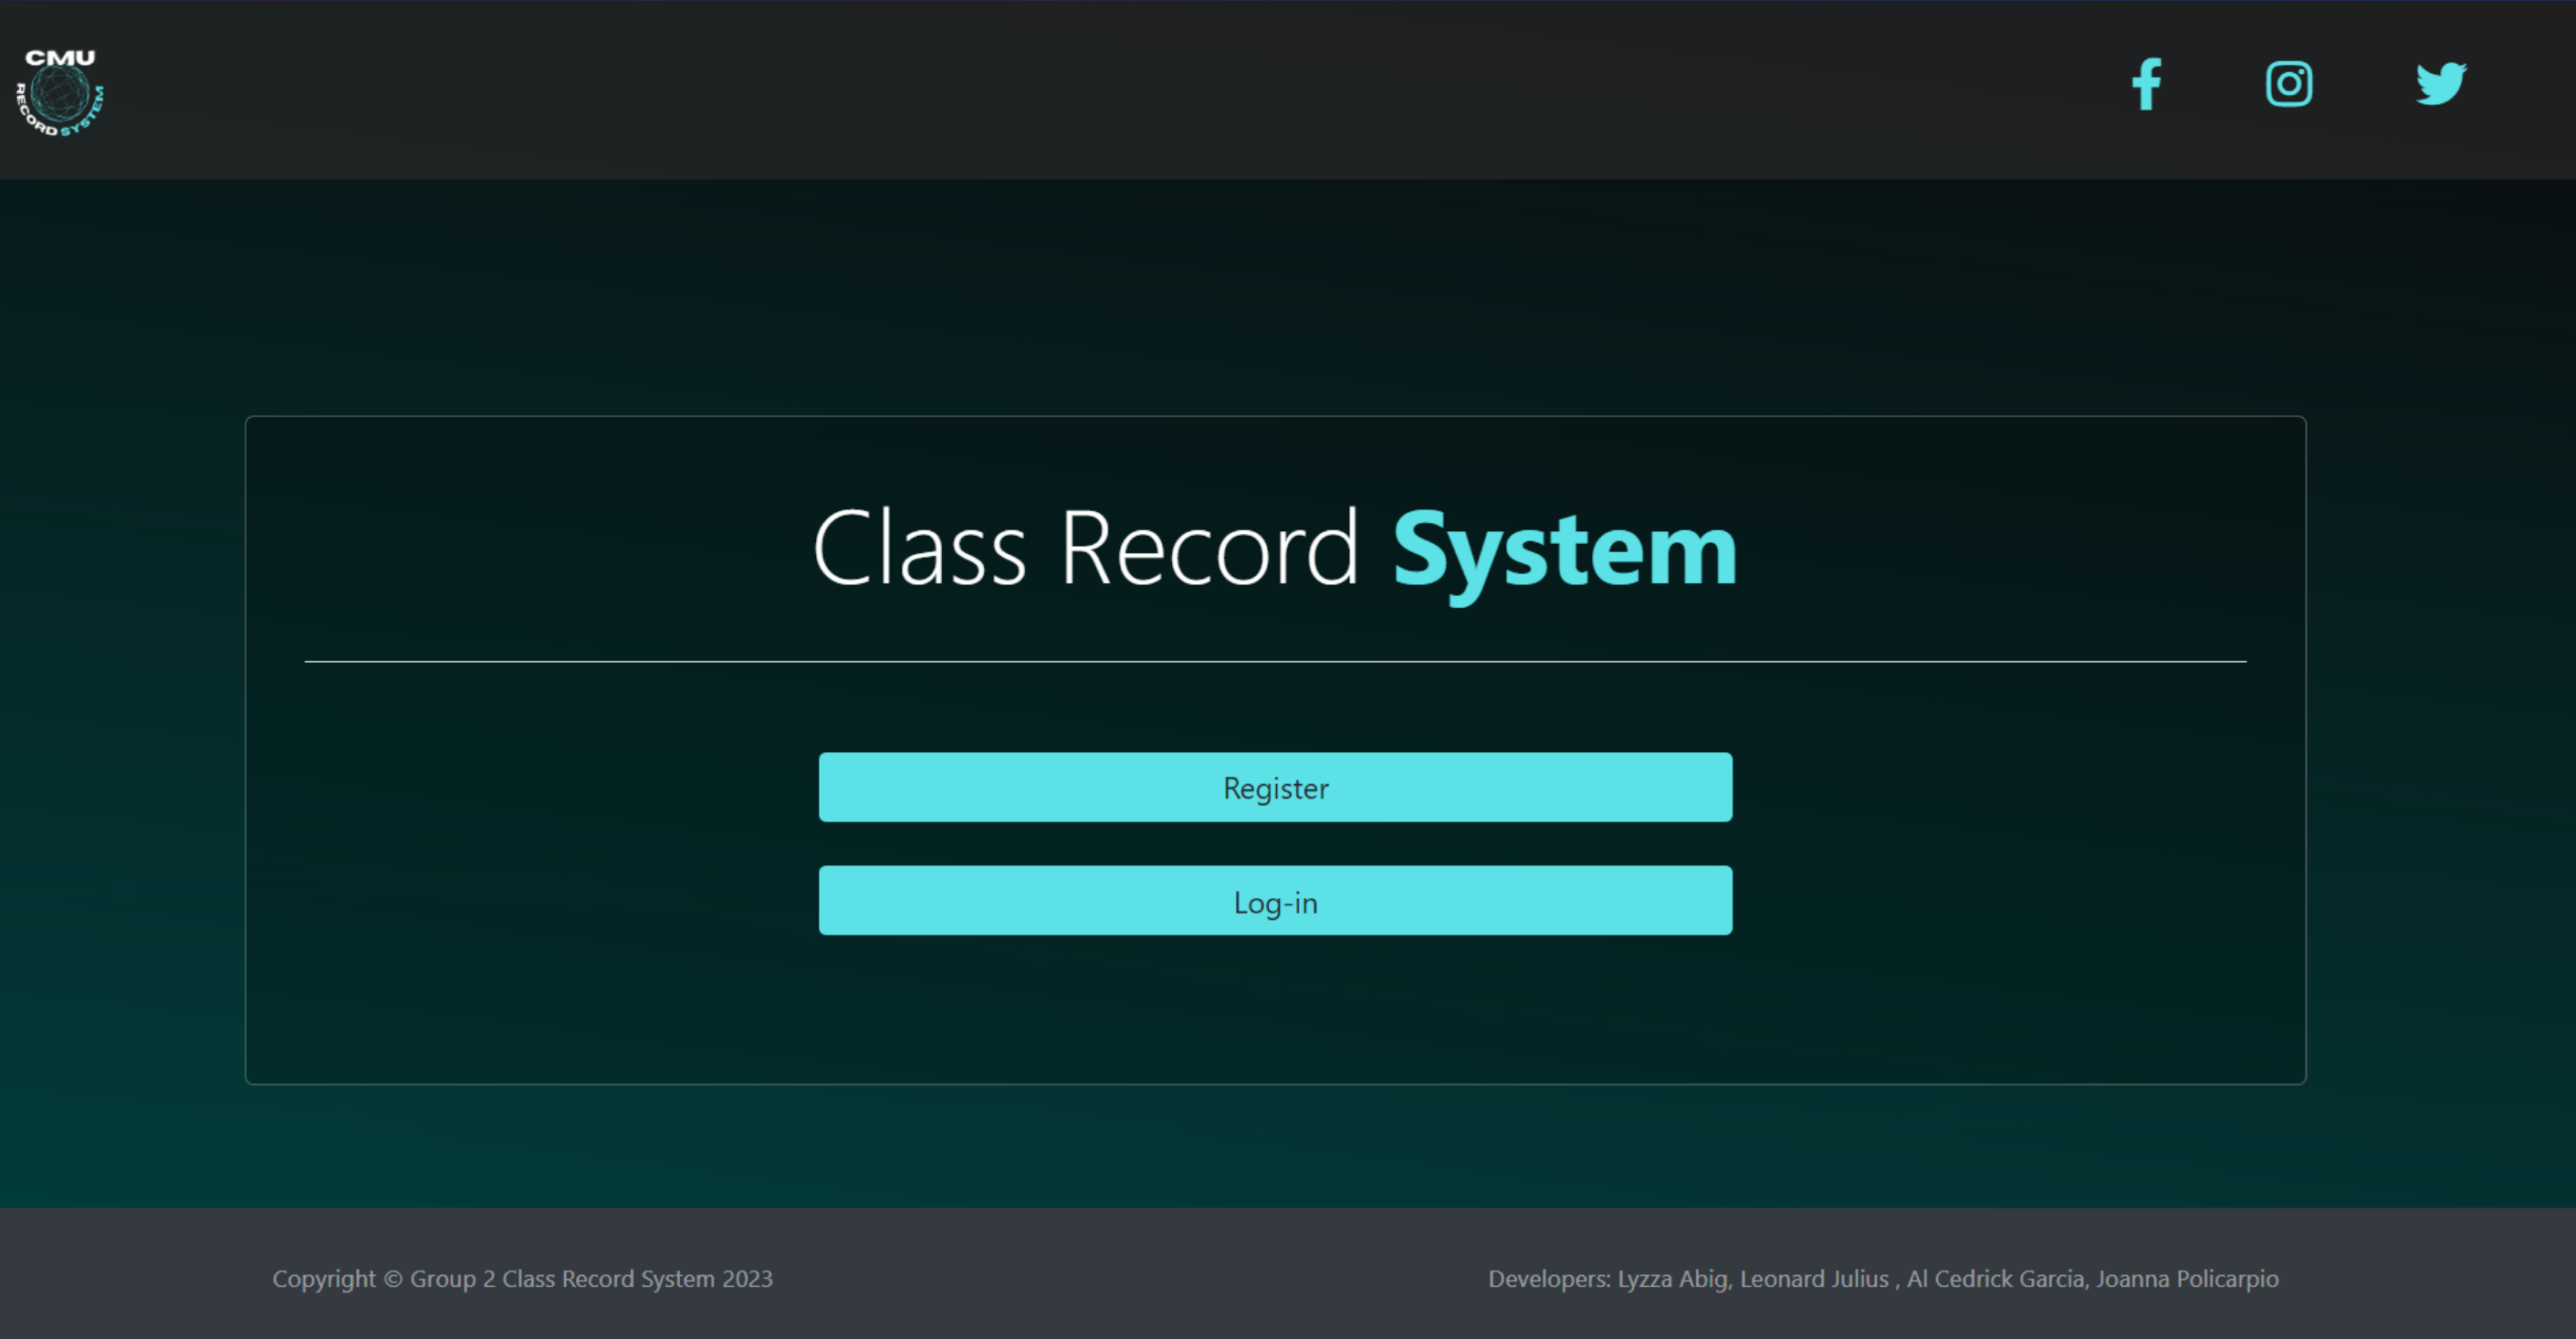 CMU
RECORD SYSTEM
Class Record System
Register
Log-in
Copyright © Group 2 Class Record System 2023
Developers: Lyzza Abig, Leonard Julius , Al Cedrick Garcia, Joanna Policarpio